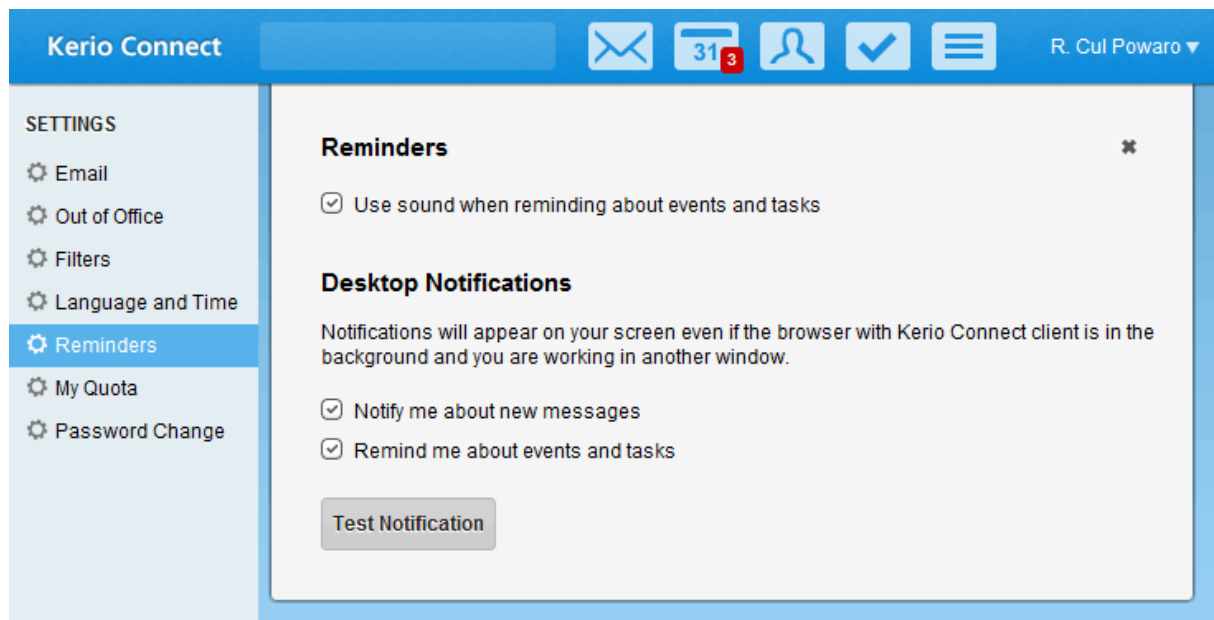 Kerio Connect
31
3
R. Cul Powaro
SETTINGS
Email
Out of Office
Filters
Language and Time
Reminders
My Quota
Password Change
Reminders
Use sound when reminding about events and tasks
Desktop Notifications
Notifications will appear on your screen even if the browser with Kerio Connect client is in the
background and you are working in another window.
Notify me about new messages
Remind me about events and tasks
Test Notification